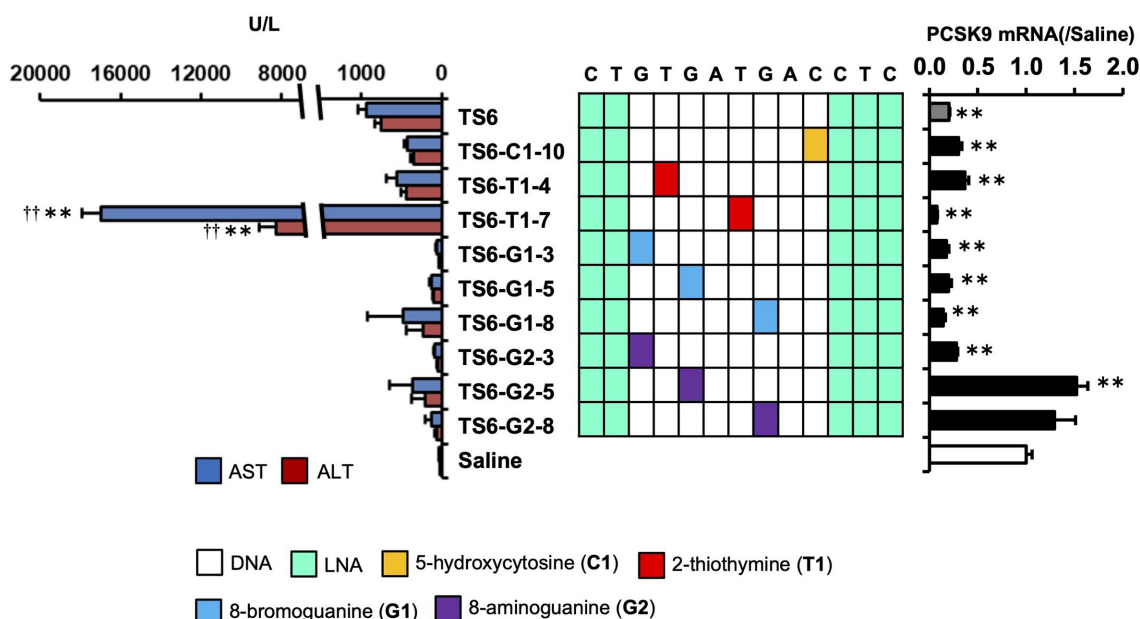 U/L
PCSK9 mRNA(/Saline)
20000 16000 12000 8000 1000 0
C T G T G A T G A C C T C
0.0 0.5 1.0 1.5 2.0
TS6 **
TS6-C1-10 **
TS6-T1-4 **
††** ††** TS6-T1-7 **
TS6-G1-3 **
TS6-G1-5 **
TS6-G1-8 **
TS6-G2-3 **
TS6-G2-5 **
TS6-G2-8
Saline
AST ALT
DNA LNA 5-hydroxycytosine (C1) 2-thiothymine (T1)
8-bromoguanine (G1) 8-aminoguanine (G2)